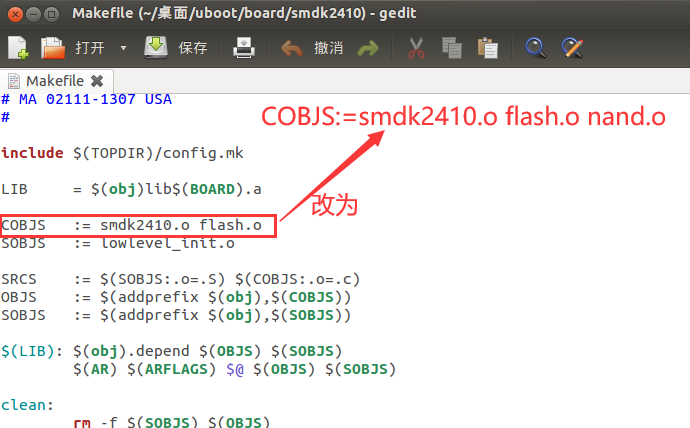 Makefile (~/桌面/uboot/board/smdk2410) - gedit
打开 保存 撤消
Makefile
# MA 02111-1307 USA
#
COBJS:=smdk2410.o flash.o nand.o
include $(TOPDIR)/config.mk
LIB = $(obj)lib$(BOARD).a
改为
COBJS := smdk2410.o flash.o
SOBJS := lowlevel_init.o
SRCS := $(SOBJS:.o=.S) $(COBJS:.o=.c)
OBJS := $(addprefix $(obj),$(COBJS))
SOBJS := $(addprefix $(obj),$(SOBJS))
$(LIB): $(obj).depend $(OBJS) $(SOBJS)
$(AR) $(ARFLAGS) $@ $(OBJS) $(SOBJS)
clean:
rm -f $(SOBJS) $(OBJS)